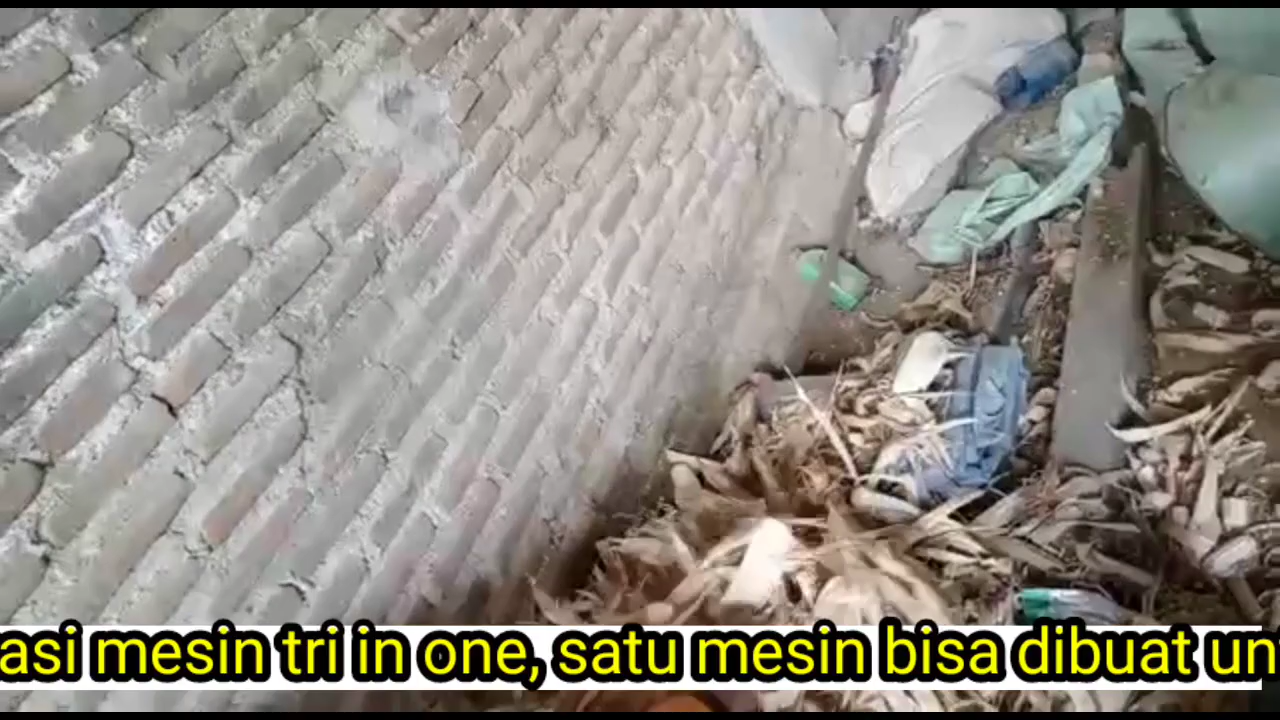 asi mesin tri in one, satu mesin bisa dibuat un